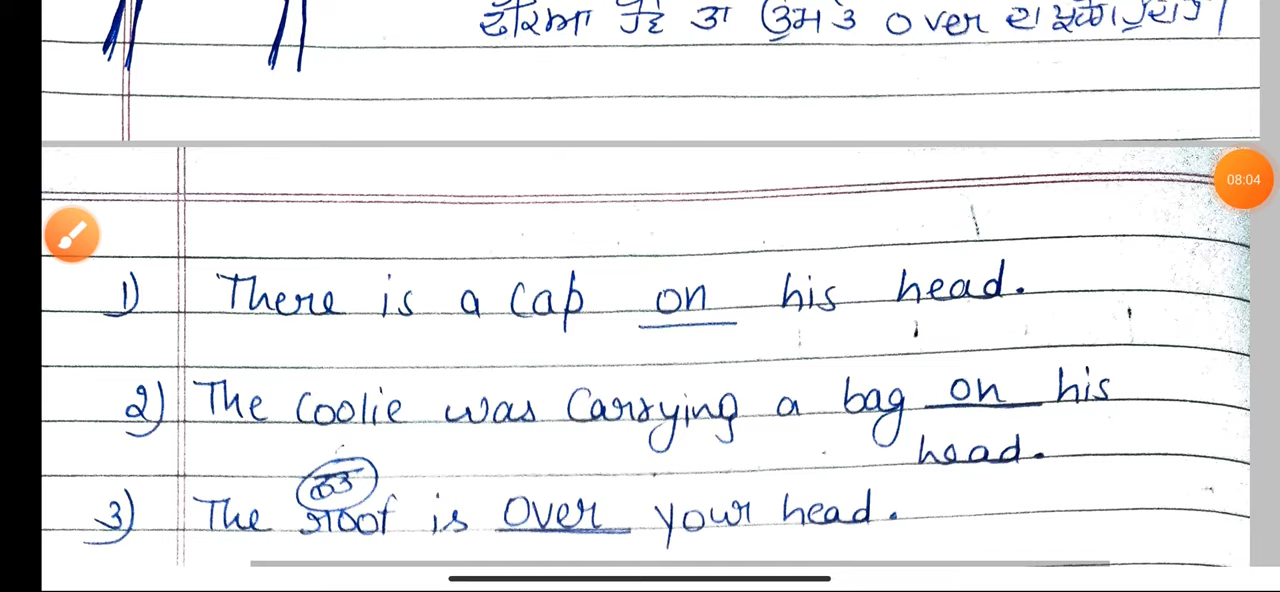 over
08:04
1) There is a cap on his head.
2) The coolie was carrying a bag on his
head.
ਛੱਤ
3) The roof is over your head.